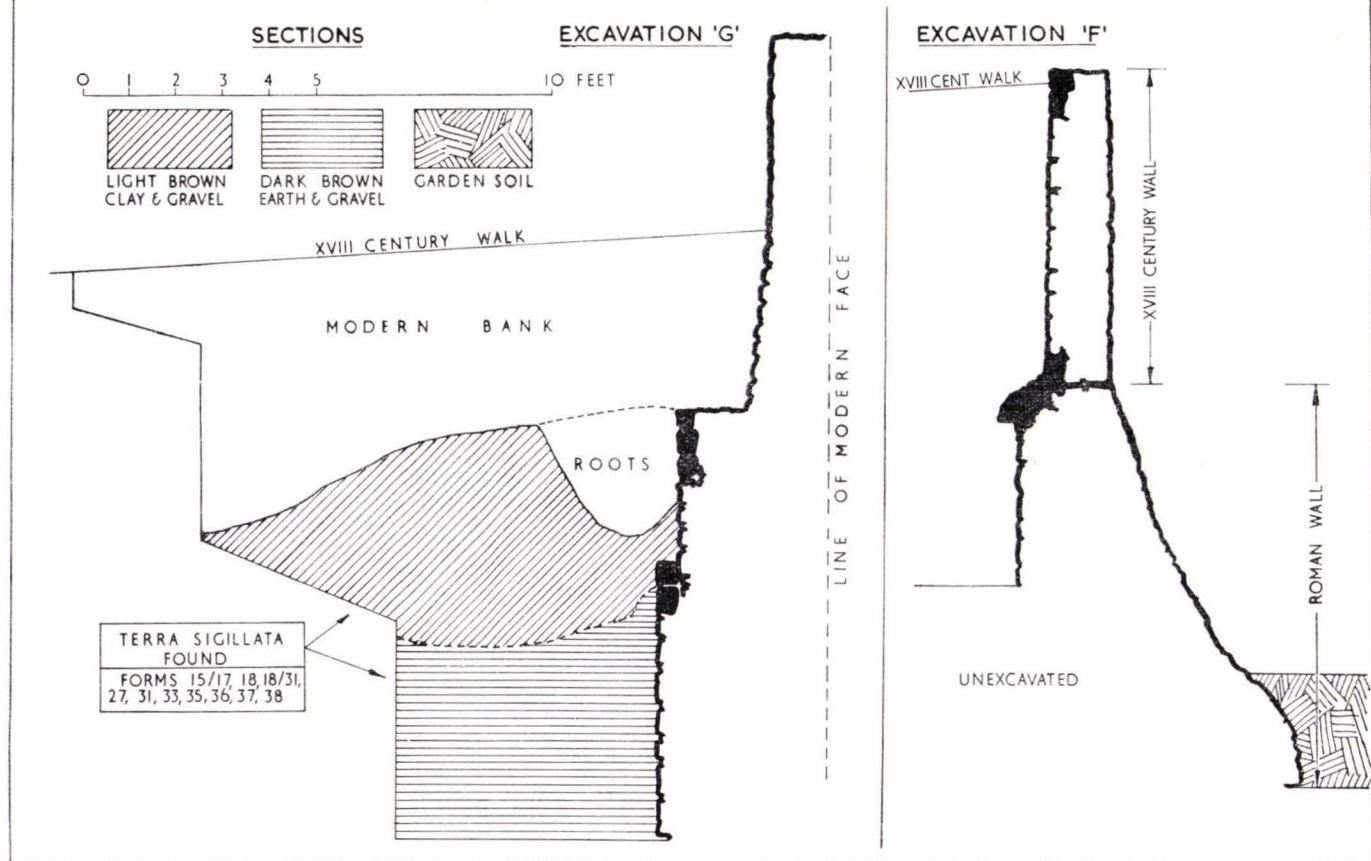 SECTIONS
EXCAVATION 'G'
0 1 2 3 4 5 10 FEET
LIGHT BROWN
CLAY & GRAVEL
DARK BROWN
EARTH & GRAVEL
GARDEN SOIL
XVIII CENTURY WALK
MODERN BANK
ROOTS
LINE OF MODERN FACE
TERRA SIGILLATA
FOUND
FORMS 15/17, 18, 18/31,
27, 31, 33, 35, 36, 37, 38
EXCAVATION 'F'
XVIII CENT WALK
XVIII CENTURY WALL
ROMAN WALL
UNEXCAVATED